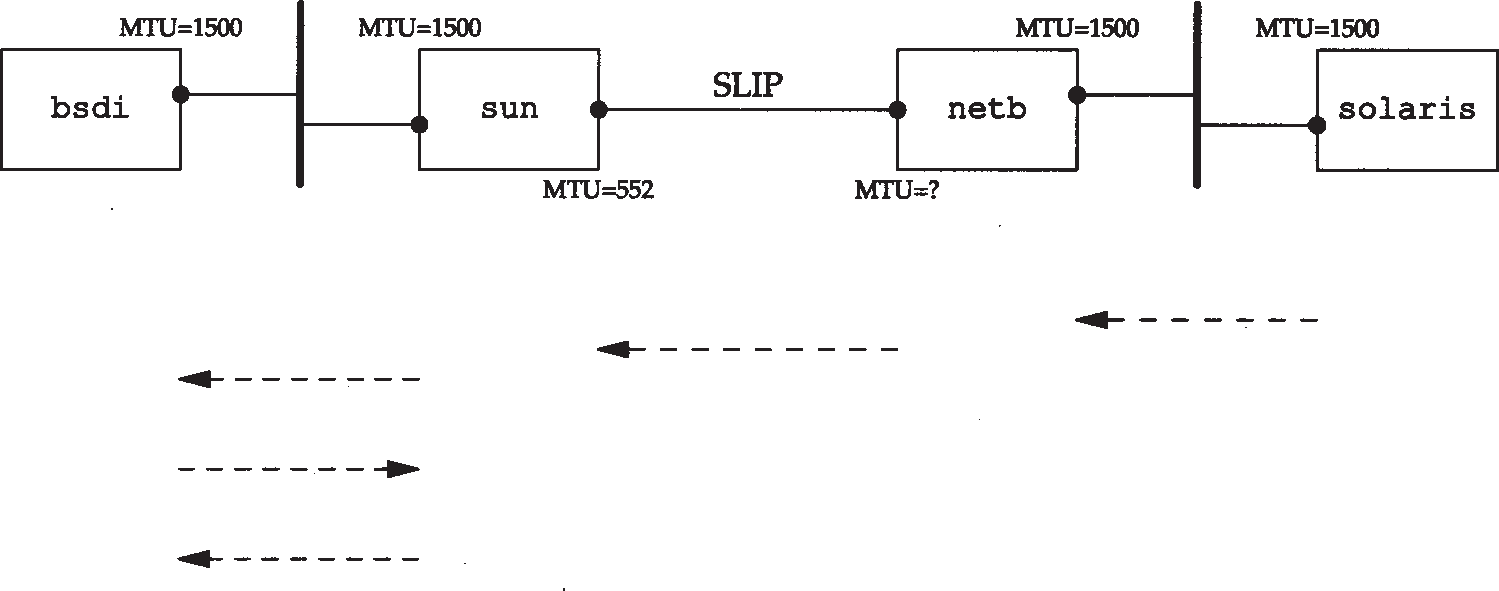 MTU=1500 MTU=1500 MTU=1500 MTU=1500
SLIP
bsdi sun netb solaris
MTU=552 MTU=?